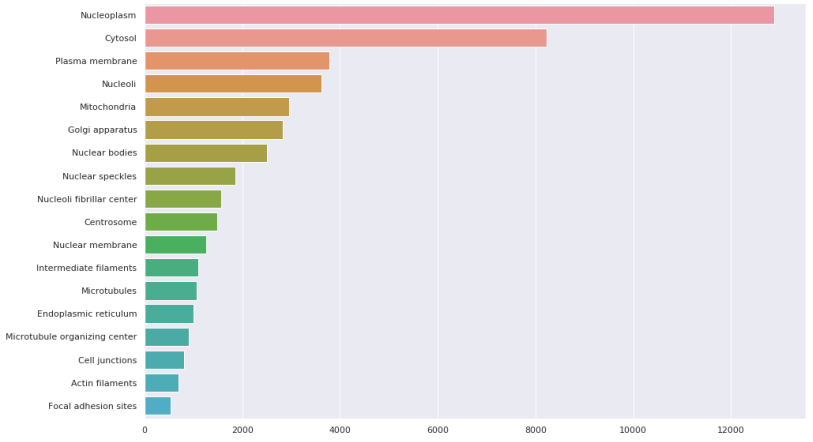 Nucleoplasm
Cytosol
Plasma membrane
Nucleoli
Mitochondria
Golgi apparatus
Nuclear bodies
Nuclear speckles
Nucleoli fibrillar center
Centrosome
Nuclear membrane
Intermediate filaments
Microtubules
Endoplasmic reticulum
Microtubule organizing center
Cell junctions
Actin filaments
Focal adhesion sites
0 2000 4000 6000 8000 10000 12000